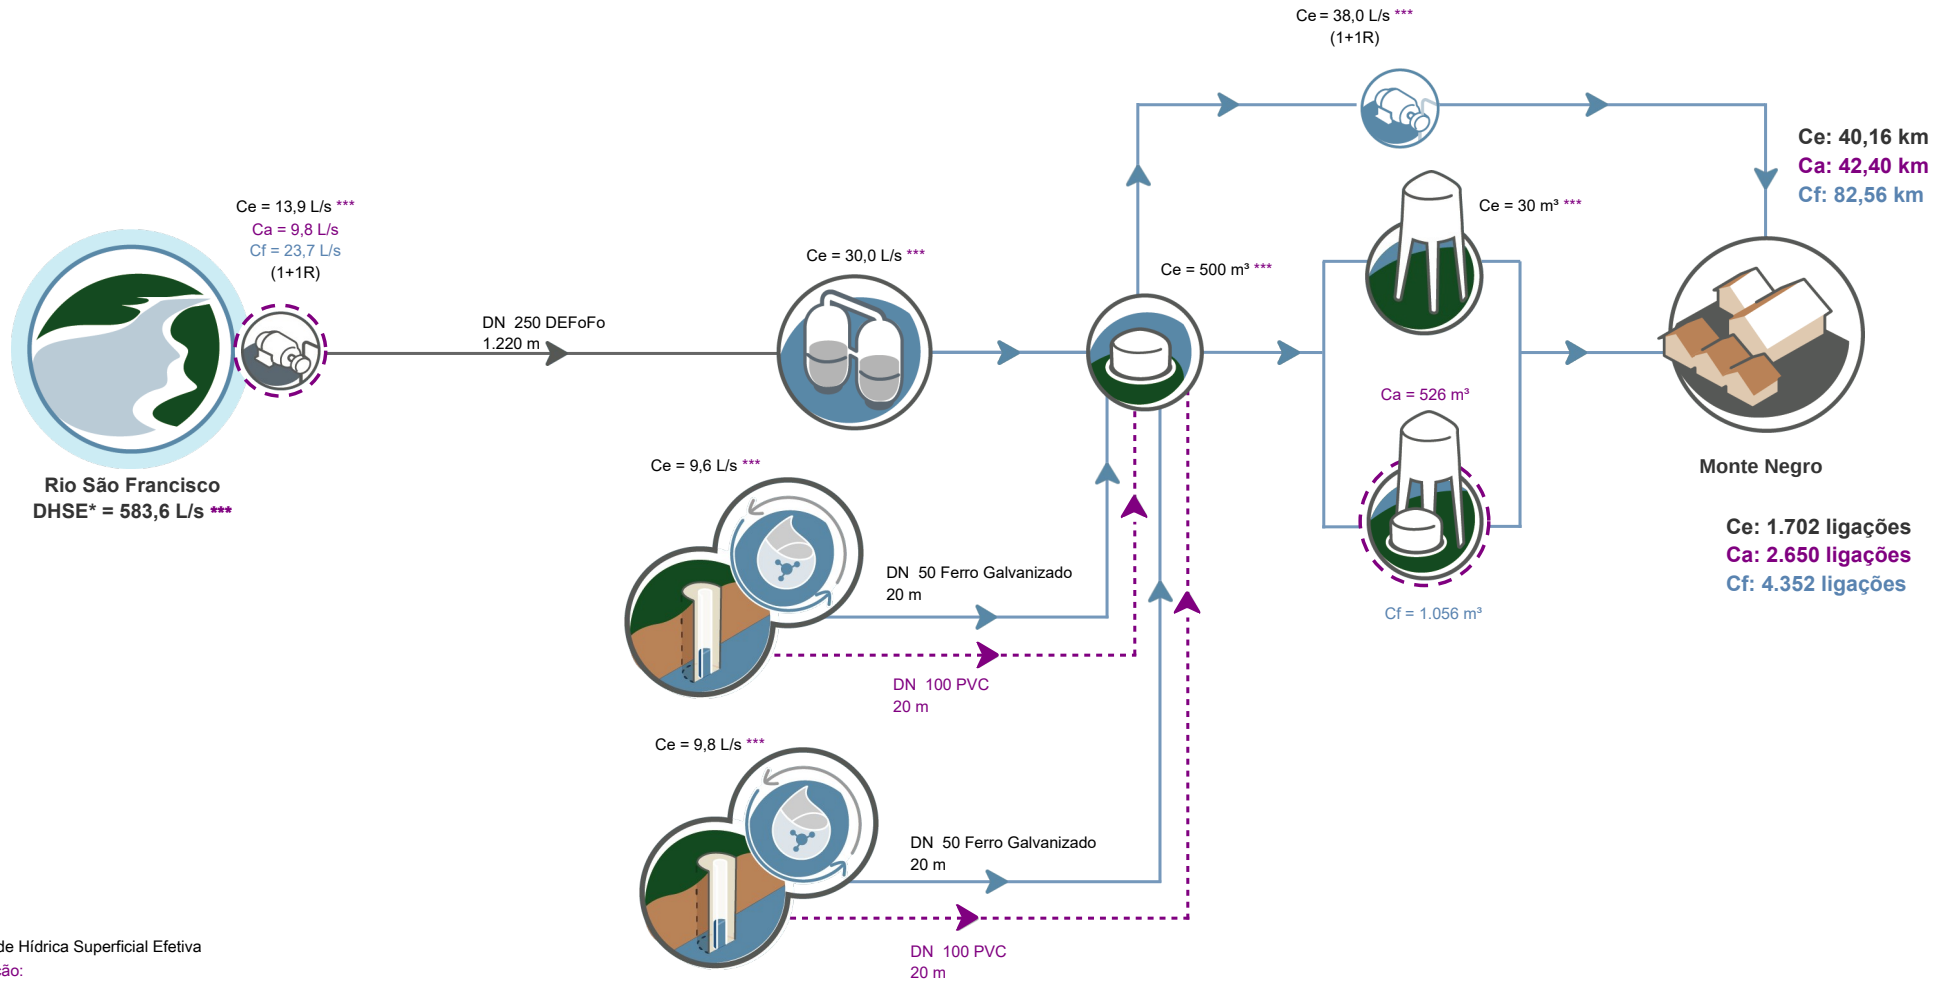 Ce = 38,0 L/s ***
(1+1R)
Ce: 40,16 km
Ca: 42,40 km
Cf: 82,56 km
Ce = 13,9 L/s ***
Ca = 9,8 L/s
Cf = 23,7 L/s
(1+1R)
Ce = 30 m³ ***
Ce = 30,0 L/s ***
Ce = 500 m³ ***
DN 250 DEFoFo
1.220 m
Ca = 526 m³
Rio São Francisco
DHSE* = 583,6 L/s ***
Ce = 9,6 L/s ***
Monte Negro
Ce: 1.702 ligações
Ca: 2.650 ligações
Cf: 4.352 ligações
DN 50 Ferro Galvanizado
20 m
Cf = 1.056 m³
DN 100 PVC
20 m
Ce = 9,8 L/s ***
DN 50 Ferro Galvanizado
20 m
DN 100 PVC
20 m
de Hídrica Superficial Efetiva
ção: